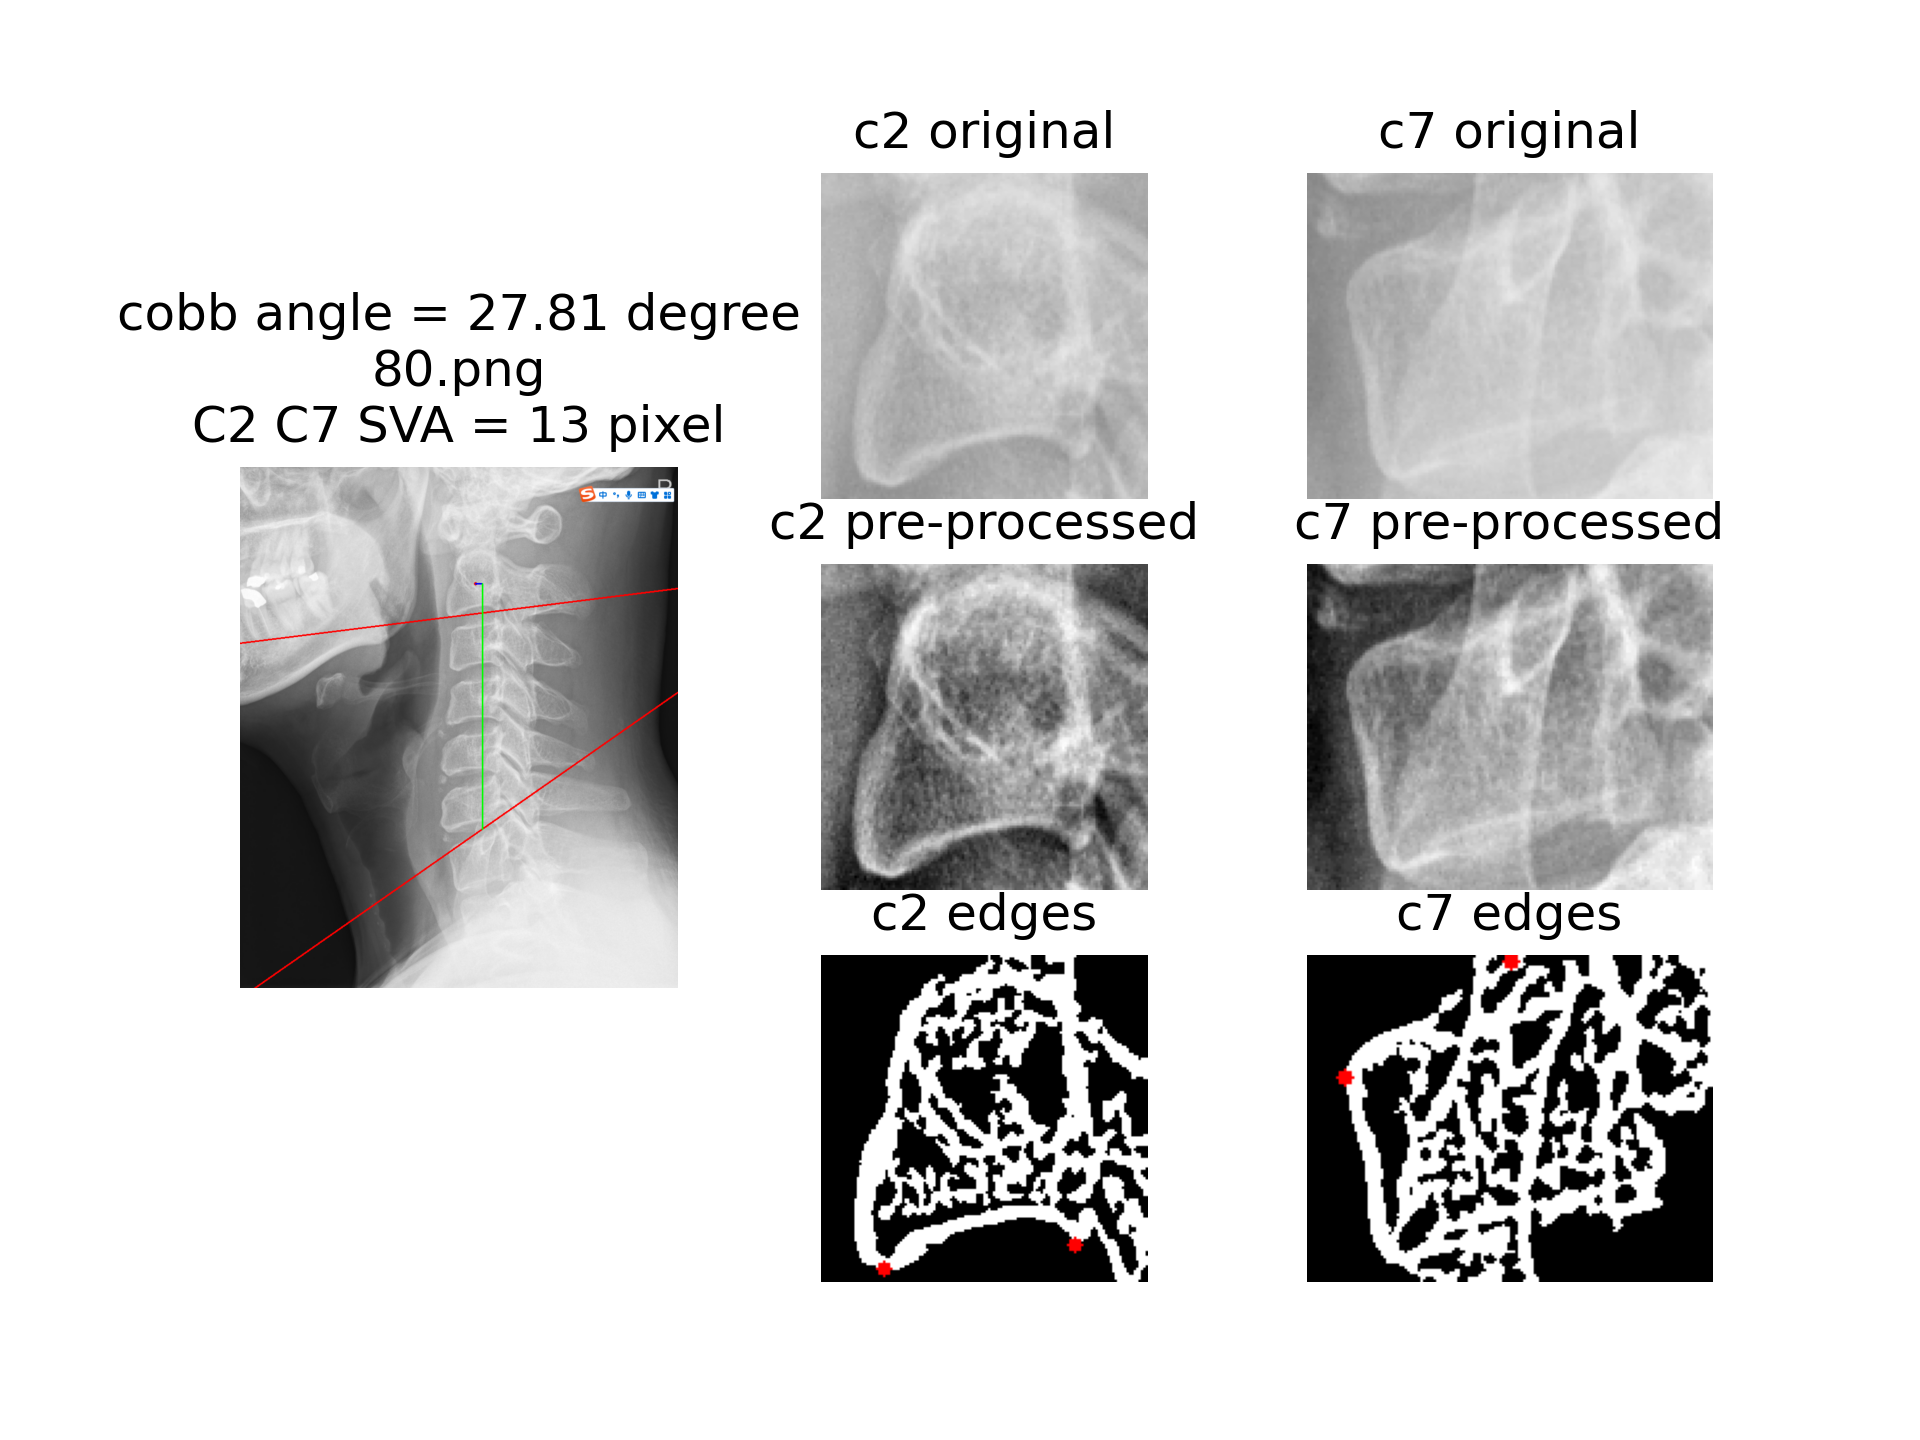 cobb angle = 27.81 degree
80.png
C2 C7 SVA = 13 pixel
中
c2 original
c7 original
c2 pre-processed
c7 pre-processed
c2 edges
c7 edges